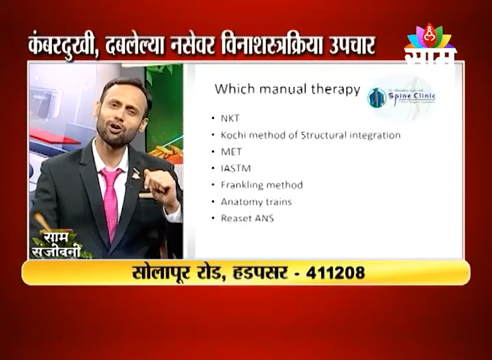 कंबरदुखी, दबलेल्या नसेवर विनाशस्त्रक्रिया उपचार
साम
Which manual therapy
Spine Clinic
• NKT
• Kochi method of Structural integration
• MET
• IASTM
• Frankling method
• Anatomy trains
• Reaset ANS
साम
संजीवनी
सोलापूर रोड, हडपसर - 411208